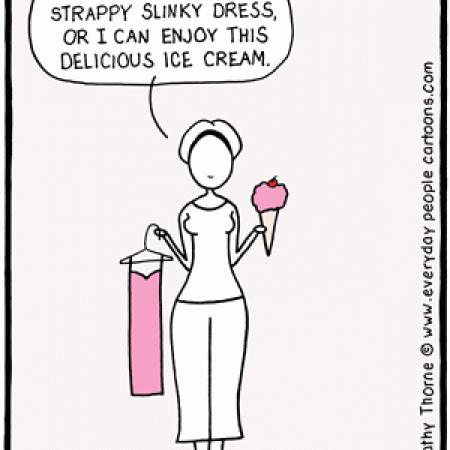 STRAPPY SLINKY DRESS,
OR I CAN ENJOY THIS
DELICIOUS ICE CREAM.
Thorne © www.everyday people cartoons.com